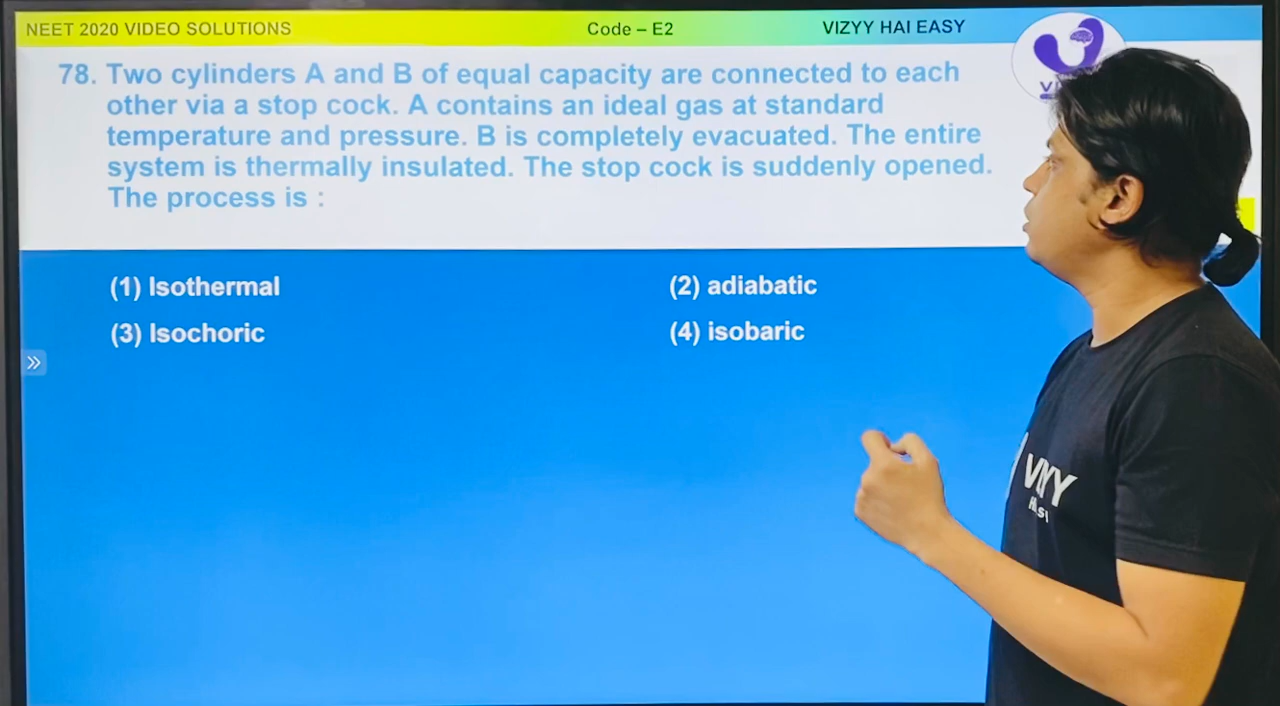 NEET 2020 VIDEO SOLUTIONS Code – E2 VIZYY HAI EASY
78. Two cylinders A and B of equal capacity are connected to each
other via a stop cock. A contains an ideal gas at standard
temperature and pressure. B is completely evacuated. The entire
system is thermally insulated. The stop cock is suddenly opened.
The process is :
(1) Isothermal (2) adiabatic
(3) Isochoric (4) isobaric